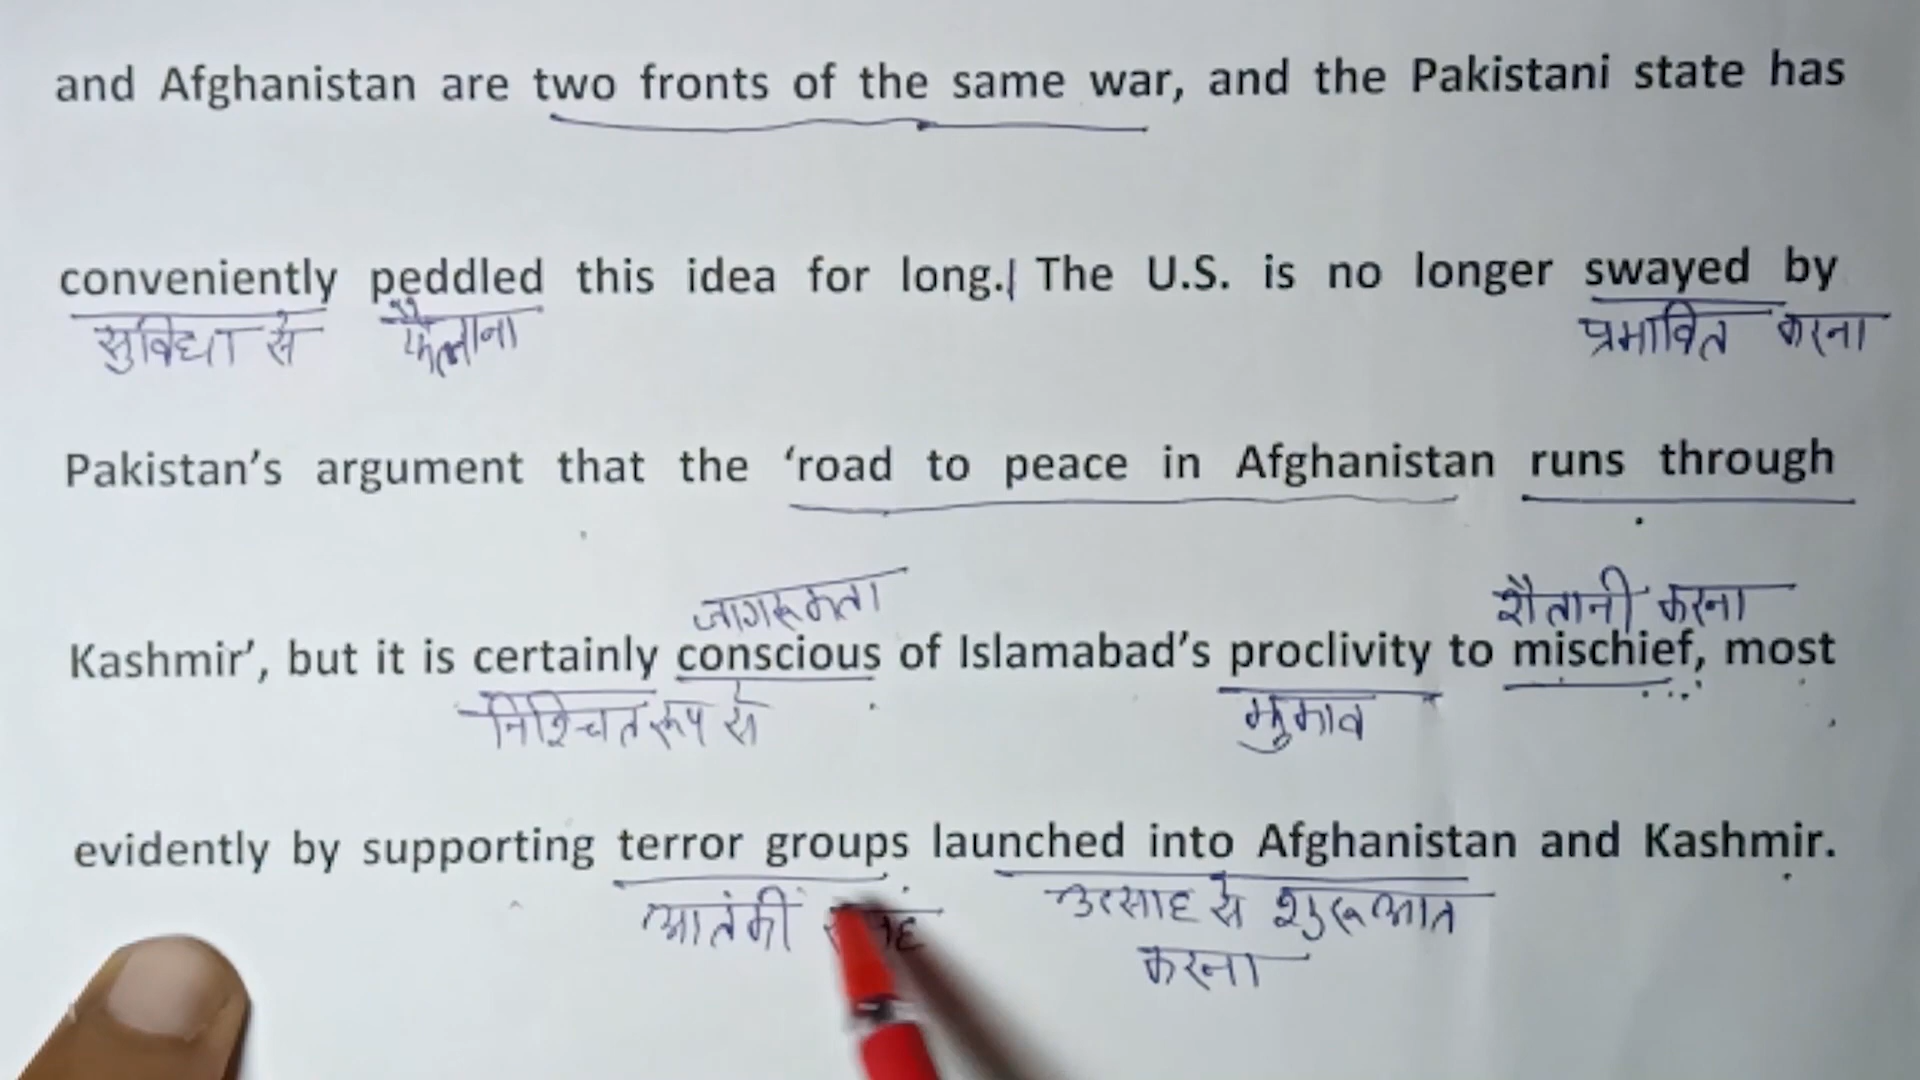 and Afghanistan are two fronts of the same war, and the Pakistani state has
conveniently peddled this idea for long. The U.S. is no longer swayed by
सुविधा से फैलाना प्रभावित करना
Pakistan’s argument that the ‘road to peace in Afghanistan runs through
जागरूकता शैतानी करना
Kashmir’, but it is certainly conscious of Islamabad’s proclivity to mischief, most
निश्चित रूप से झुकाव
evidently by supporting terror groups launched into Afghanistan and Kashmir.
आतंकी उत्साह से शुरूआत
करना